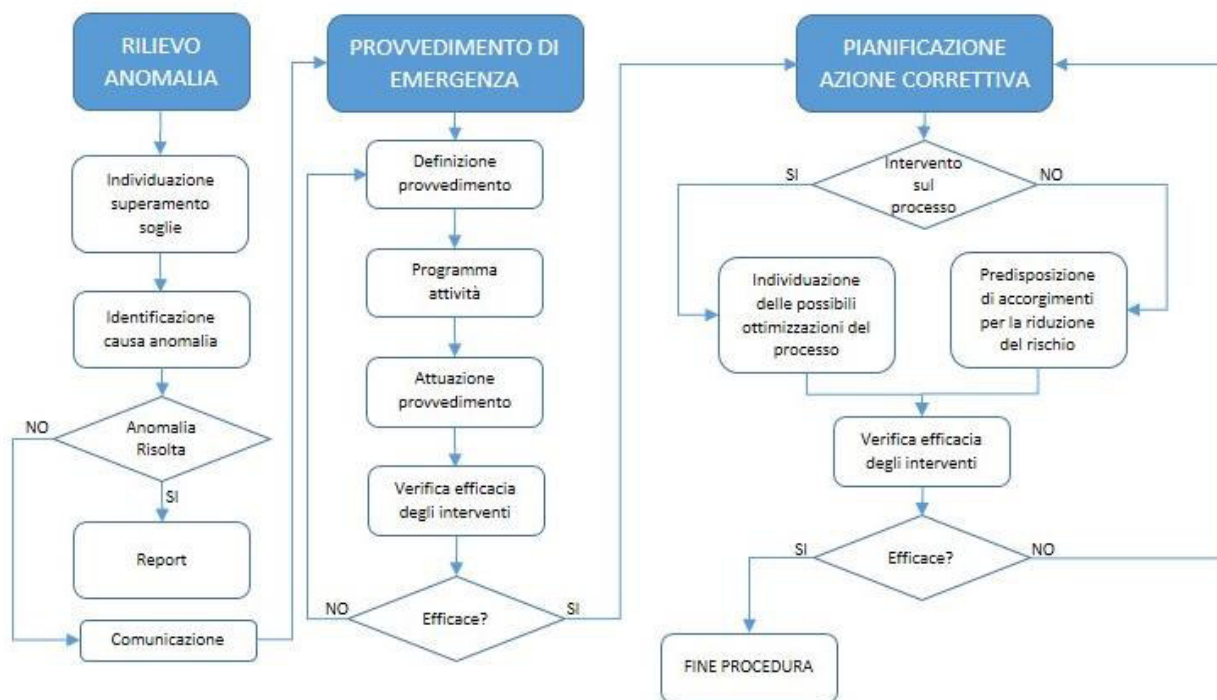 RILIEVO
ANOMALIA
Individuazione
superamento
soglie
Identificazione
causa anomalia
Anomalia
Risolta
NO
SI
Report
Comunicazione
PROVVEDIMENTO DI
EMERGENZA
Definizione
provvedimento
Programma
attività
Attuazione
provvedimento
Verifica efficacia
degli interventi
Efficace?
NO
SI
PIANIFICAZIONE
AZIONE CORRETTIVA
Intervento
sul
processo
SI
NO
Individuazione
delle possibili
ottimizzazioni del
processo
Predisposizione
di accorgimenti
per la riduzione
del rischio
Verifica efficacia
degli interventi
Efficace?
SI
NO
FINE PROCEDURA